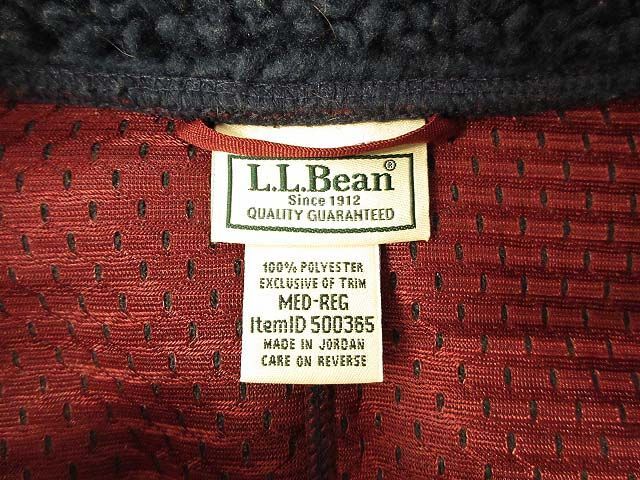 L.L.Bean®
Since 1912
QUALITY GUARANTEED
100% POLYESTER
EXCLUSIVE OF TRIM
MED-REG
ItemID 500365
MADE IN JORDAN
CARE ON REVERSE